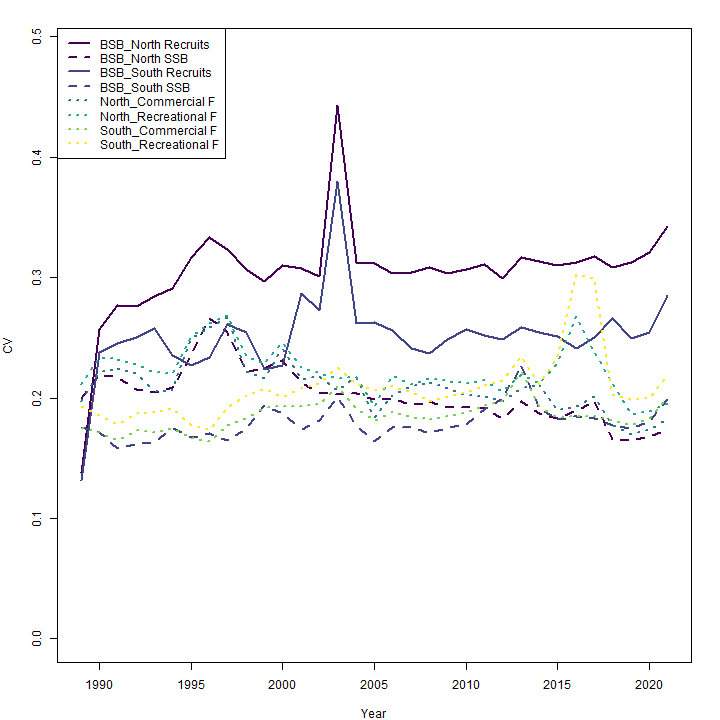 BSB_North Recruits
BSB_North SSB
BSB_South Recruits
BSB_South SSB
North_Commercial F
North_Recreational F
South_Commercial F
South_Recreational F
0.5
0.4
0.3
0.2
0.1
0.0
CV
1990 1995 2000 2005 2010 2015 2020
Year